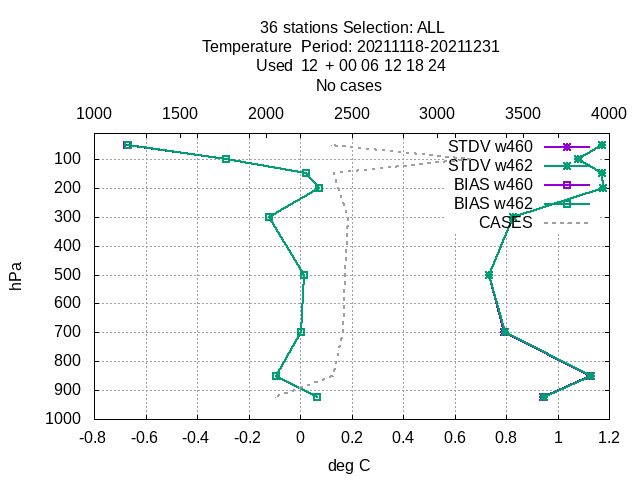 36 stations Selection: ALL
Temperature  Period: 20211118-20211231
Used  12  + 00 06 12 18 24
No cases
1000 1500 2000 2500 3000 3500 4000
STDV w460
STDV w462
BIAS w460
BIAS w462
CASES
hPa
100
200
300
400
500
600
700
800
900
1000
-0.8 -0.6 -0.4 -0.2 0 0.2 0.4 0.6 0.8 1 1.2
deg C